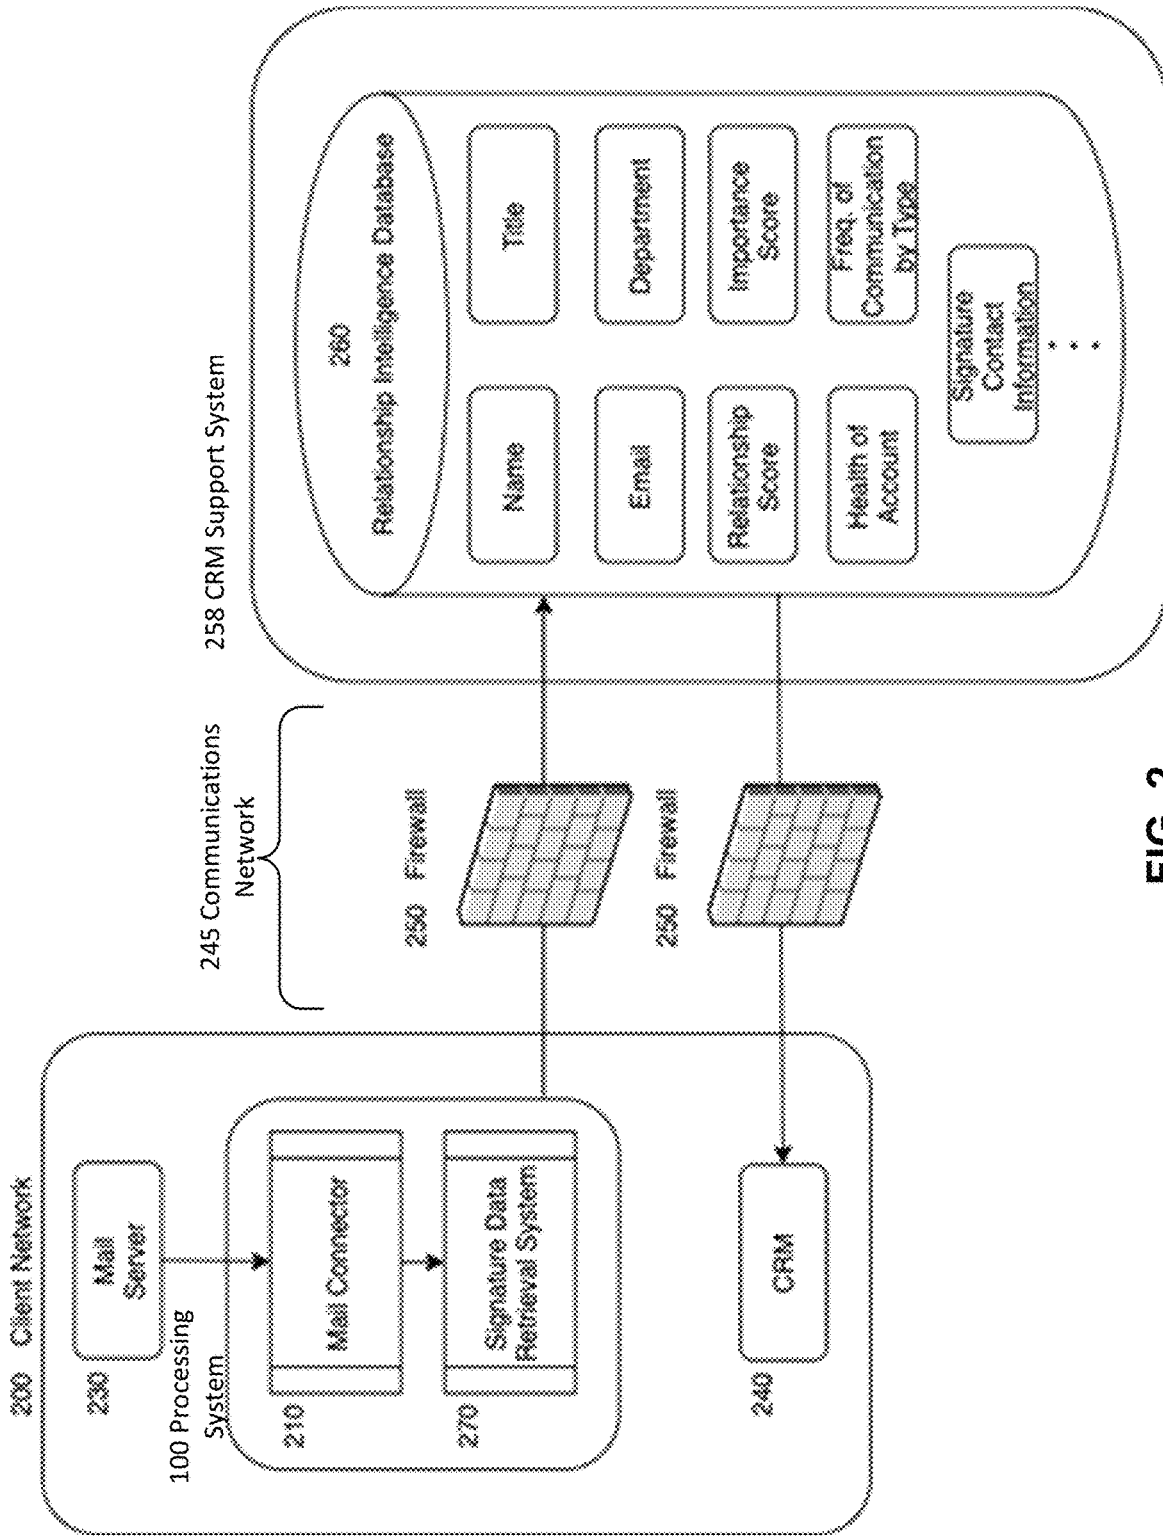 200 Client Network
230
Mail
Server
100 Processing
System
210
Mail Connector
270
Signature Data
Retrieval System
240
CRM
245 Communications
Network
250 Firewall
250 Firewall
258 CRM Support System
260
Relationship Intelligence Database
Name
Title
Email
Department
Relationship
Score
Importance
Score
Health of
Account
Freq. of
Communication
by Type
Signature
Contact
Information
FIG. 2